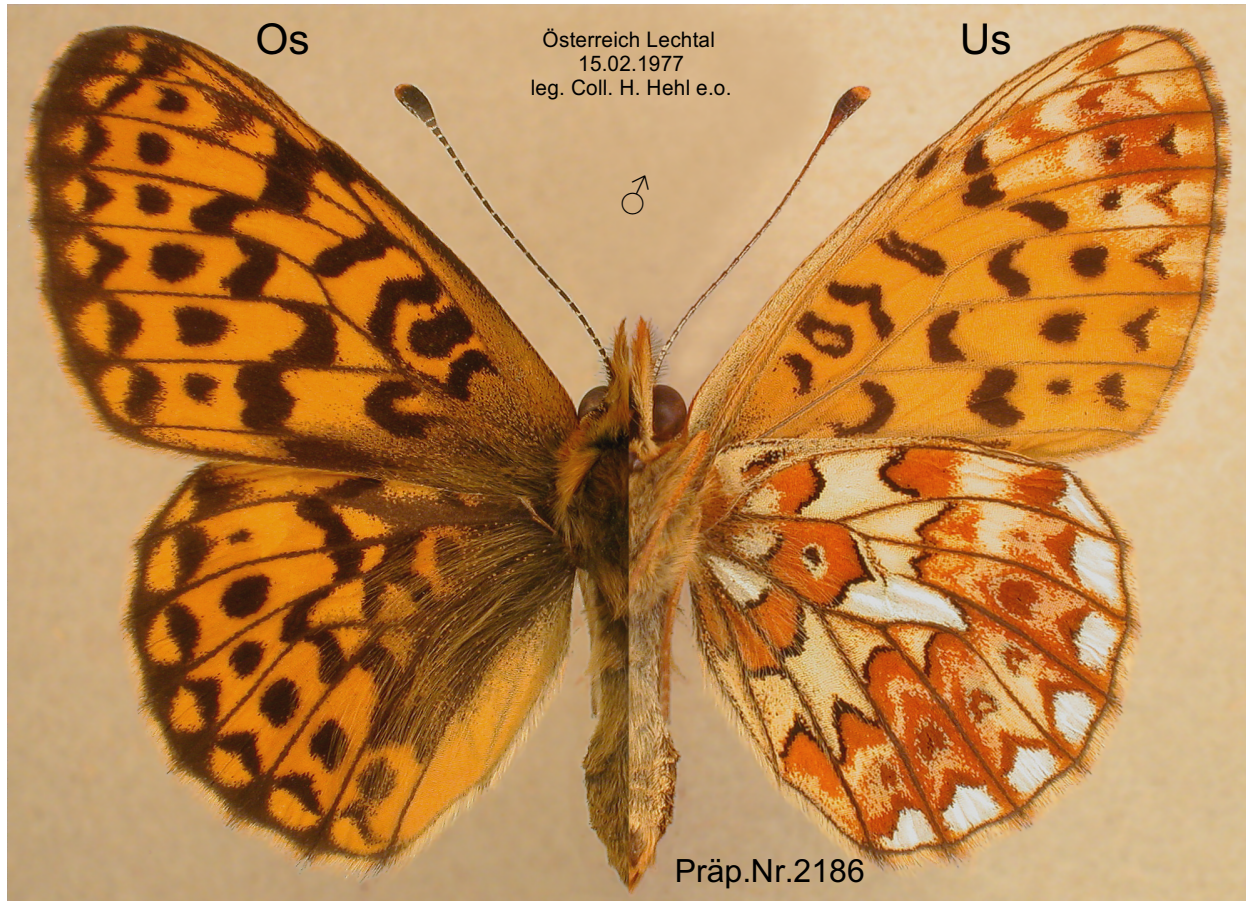 Os
Österreich Lechtal
15.02.1977
leg. Coll. H. Hehl e.o.
Us
♂
Präp.Nr.2186